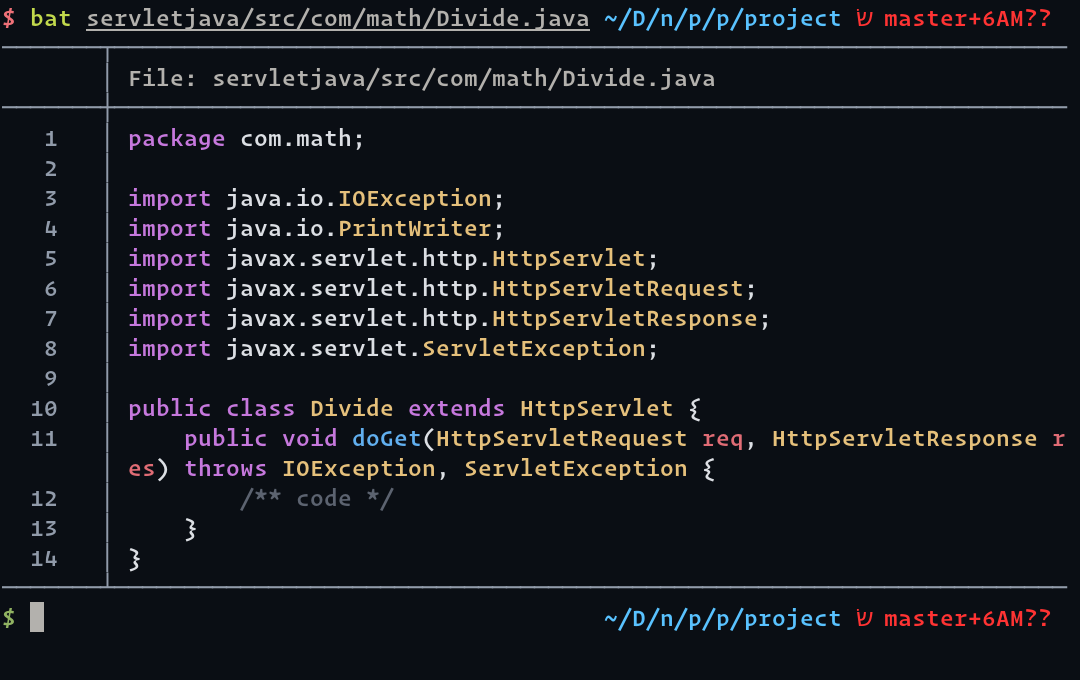 $ bat servletjava/src/com/math/Divide.java ~/D/n/p/p/project שׂ master+6AM??
File: servletjava/src/com/math/Divide.java
1 package com.math;
2
3 import java.io.IOException;
4 import java.io.PrintWriter;
5 import javax.servlet.http.HttpServlet;
6 import javax.servlet.http.HttpServletRequest;
7 import javax.servlet.http.HttpServletResponse;
8 import javax.servlet.ServletException;
9
10 public class Divide extends HttpServlet {
11     public void doGet(HttpServletRequest req, HttpServletResponse r
es) throws IOException, ServletException {
12         /** code */
13     }
14 }
$ ~/D/n/p/p/project שׂ master+6AM??